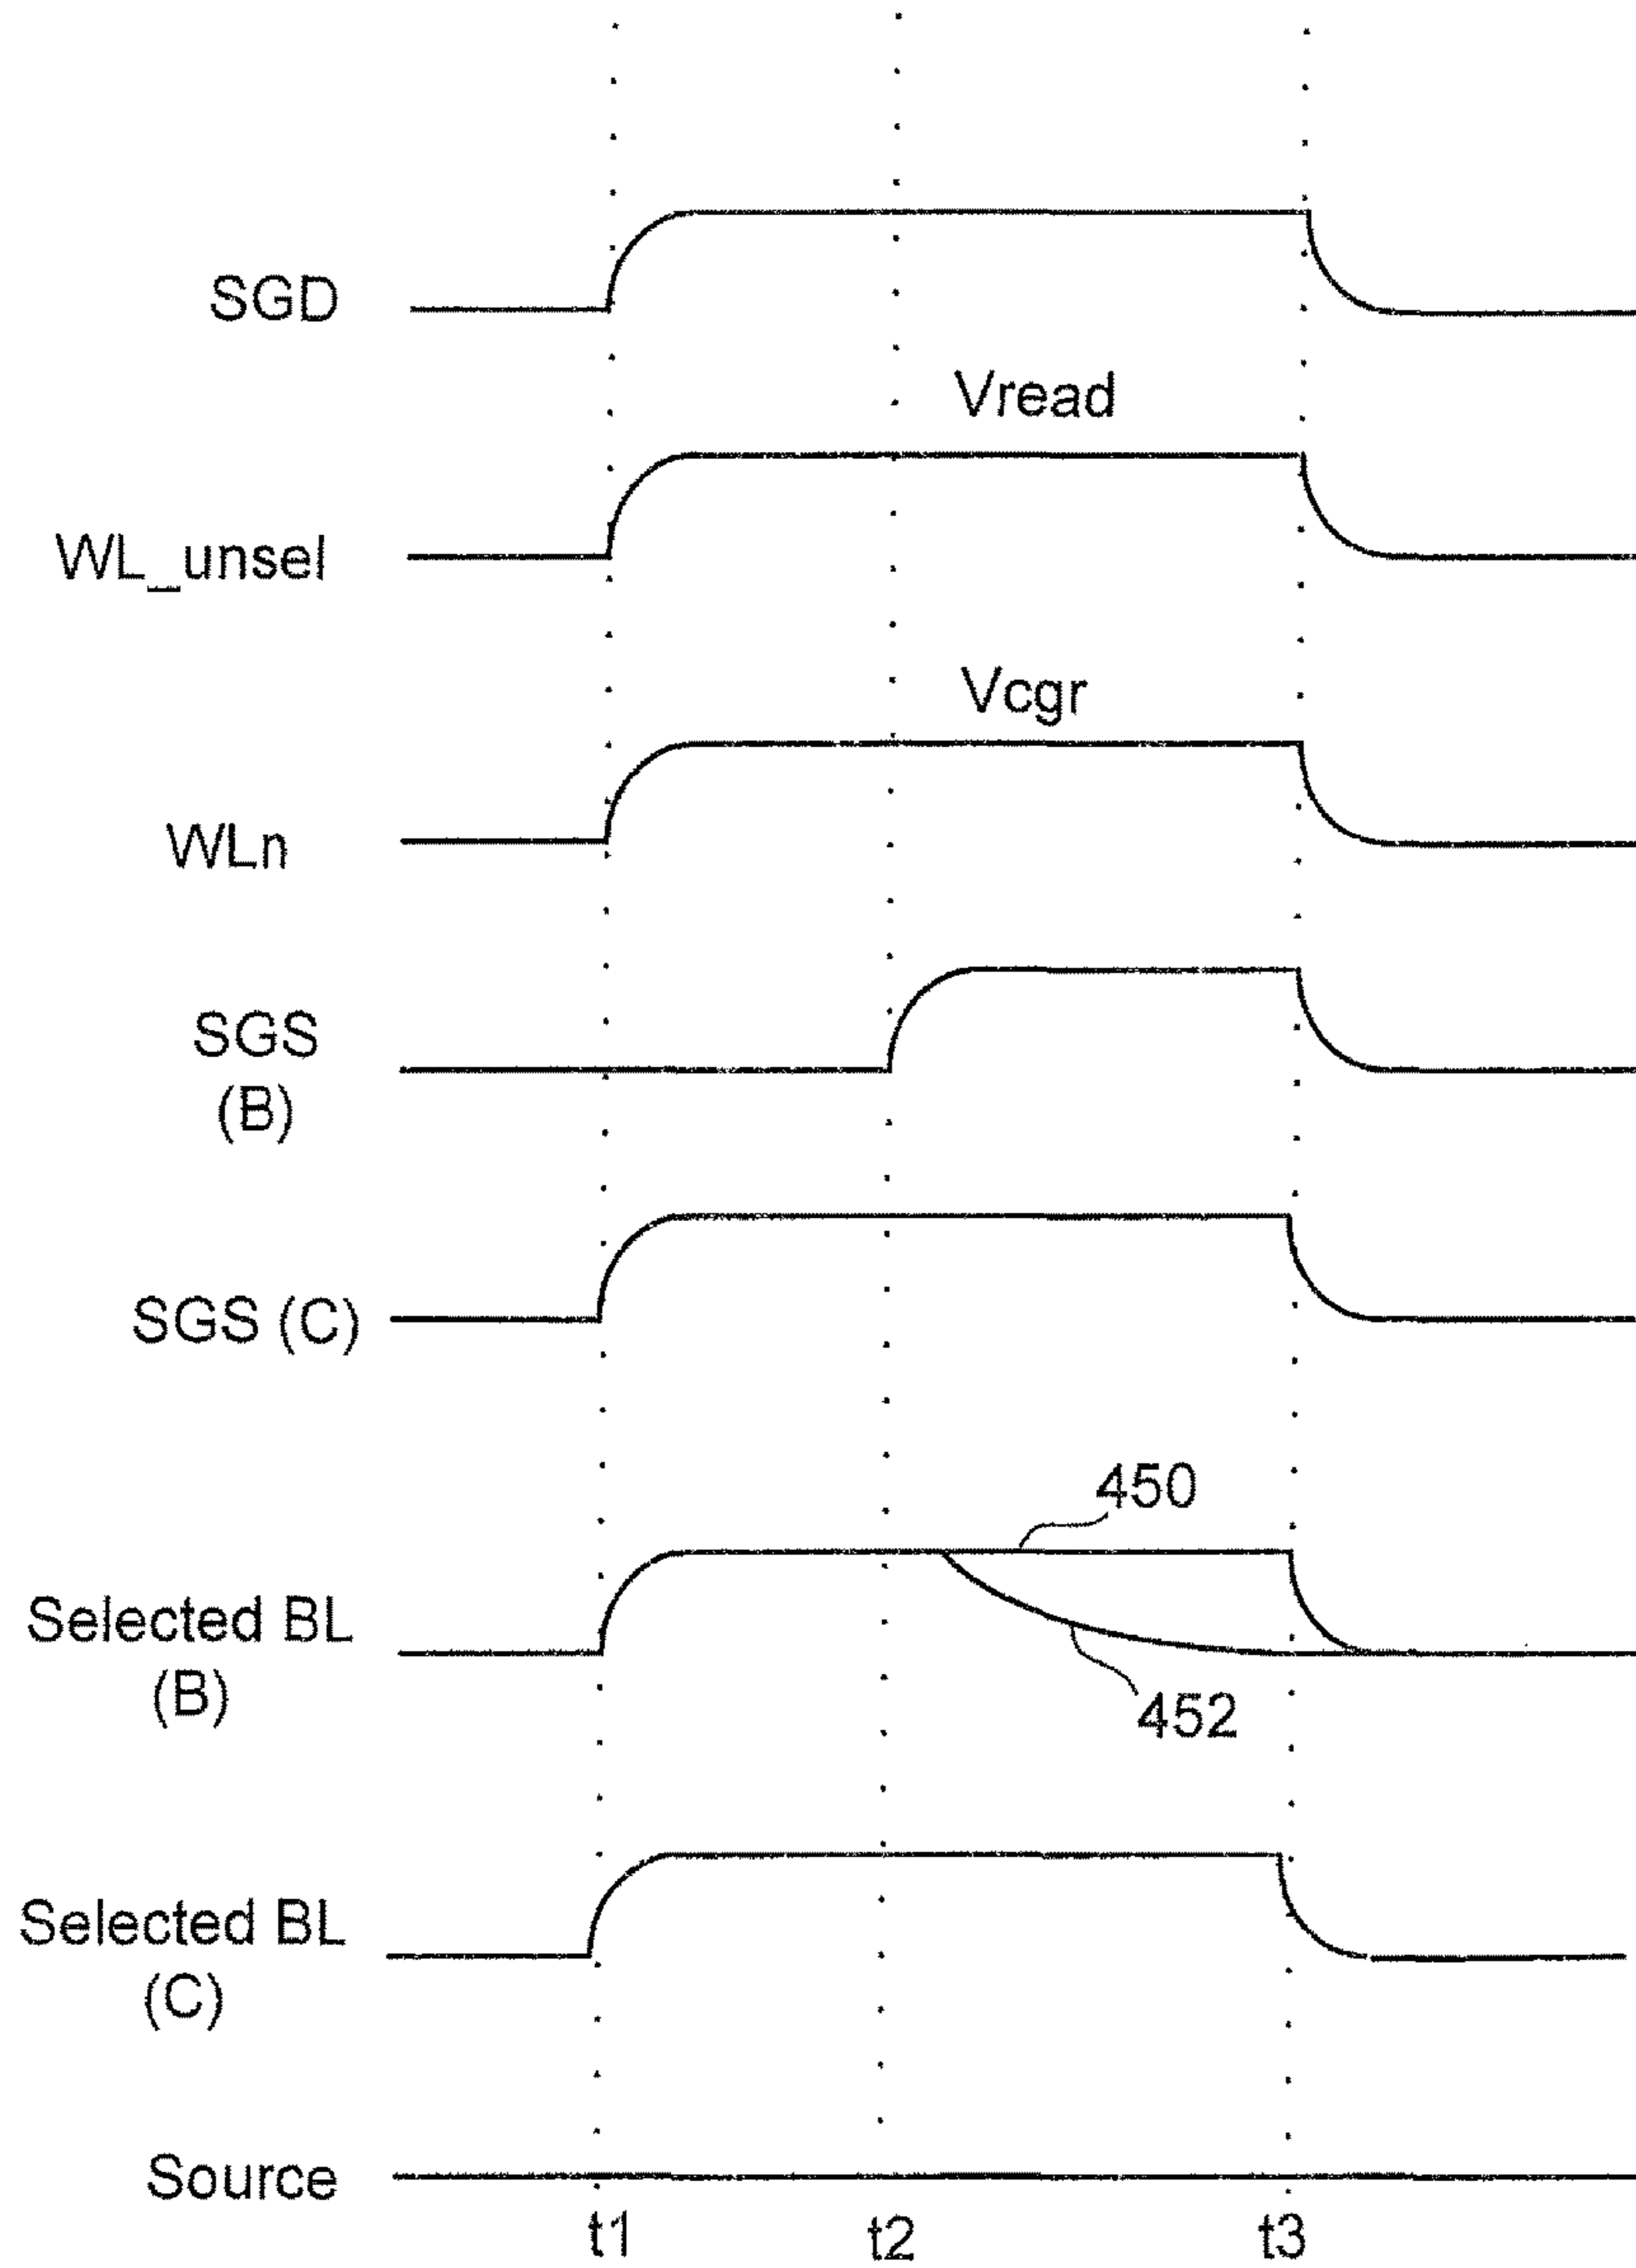 SGD
Vread
WL_unsel
Vcgr
WLn
SGS
(B)
SGS (C)
450
Selected BL
(B)
452
Selected BL
(C)
Source
t1 t2 t3